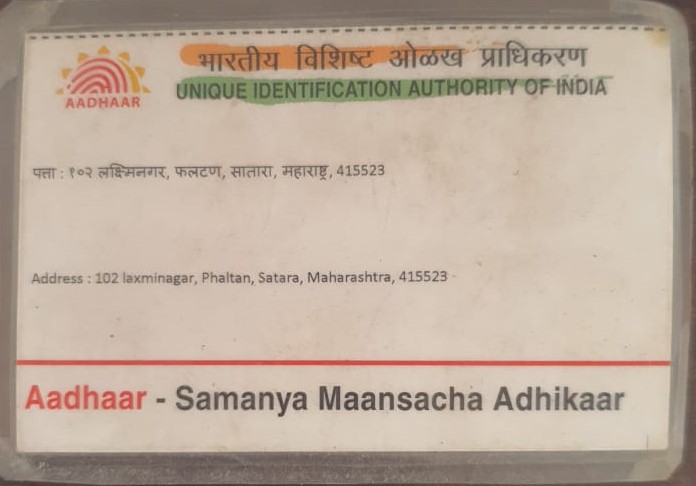 AADHAAR
भारतीय विशिष्ट ओळख प्राधिकरण
UNIQUE IDENTIFICATION AUTHORITY OF INDIA
पत्ता : १०२ लक्ष्मिनगर, फलटण, सातारा, महाराष्ट्र, 415523
Address : 102 laxminagar, Phaltan, Satara, Maharashtra, 415523
Aadhaar - Samanya Maansacha Adhikaar